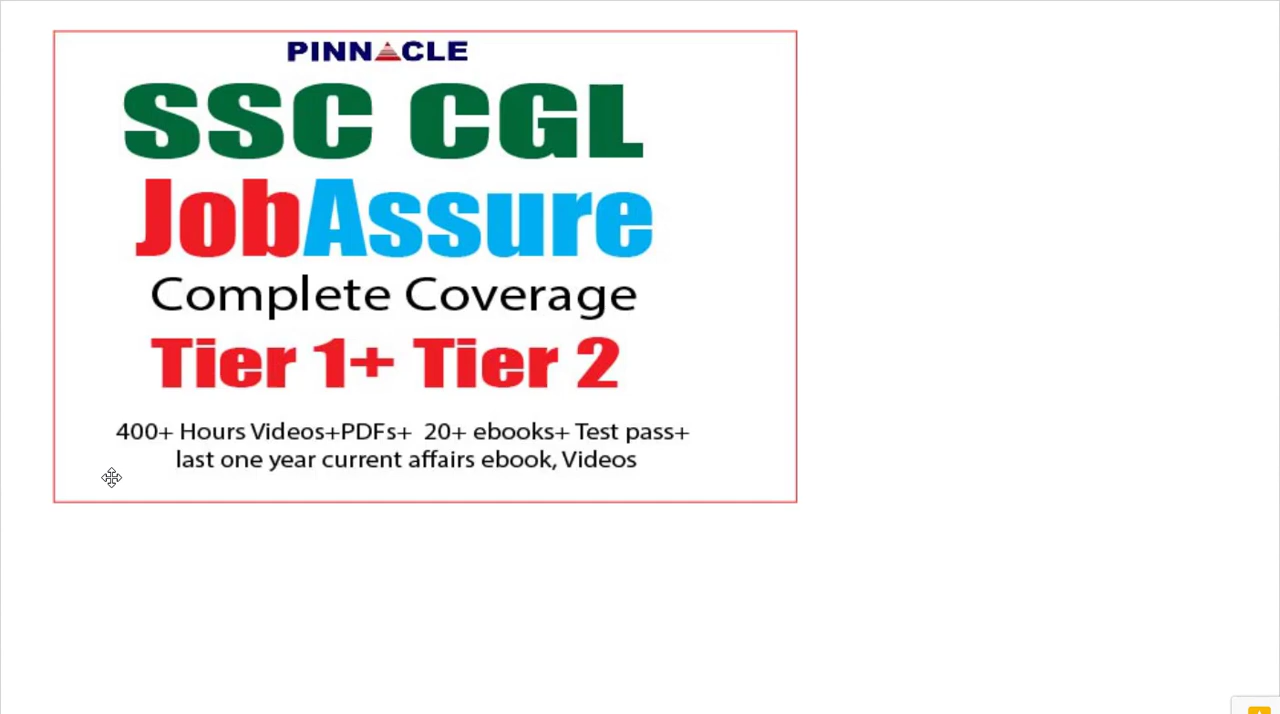 PINNACLE
SSC CGL
JobAssure
Complete Coverage
Tier 1+ Tier 2
400+ Hours Videos+PDFs+ 20+ ebooks+ Test pass+
last one year current affairs ebook, Videos